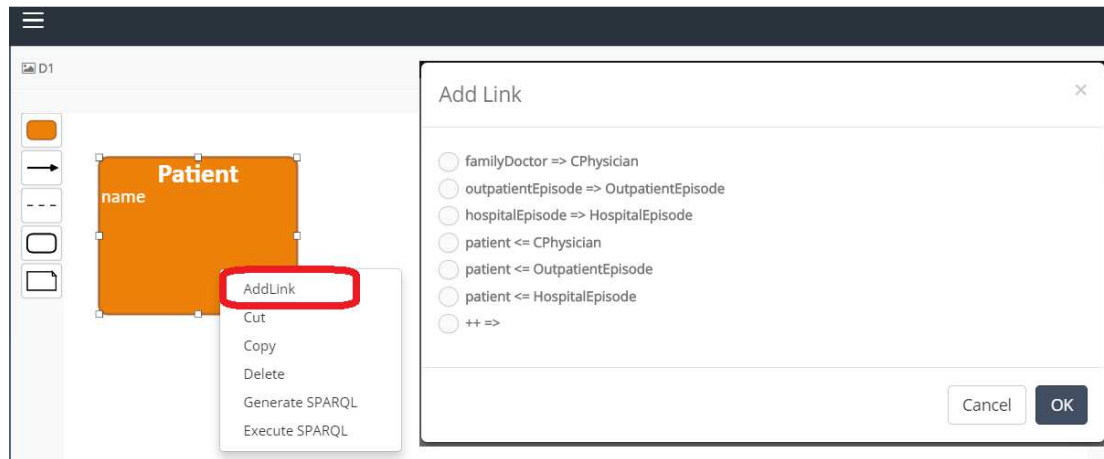 D1
Patient
name
AddLink
Cut
Copy
Delete
Generate SPARQL
Execute SPARQL
Add Link
×
familyDoctor => CPhysician
outpatientEpisode => OutpatientEpisode
hospitalEpisode => HospitalEpisode
patient <= CPhysician
patient <= OutpatientEpisode
patient <= HospitalEpisode
++ =>
Cancel
OK